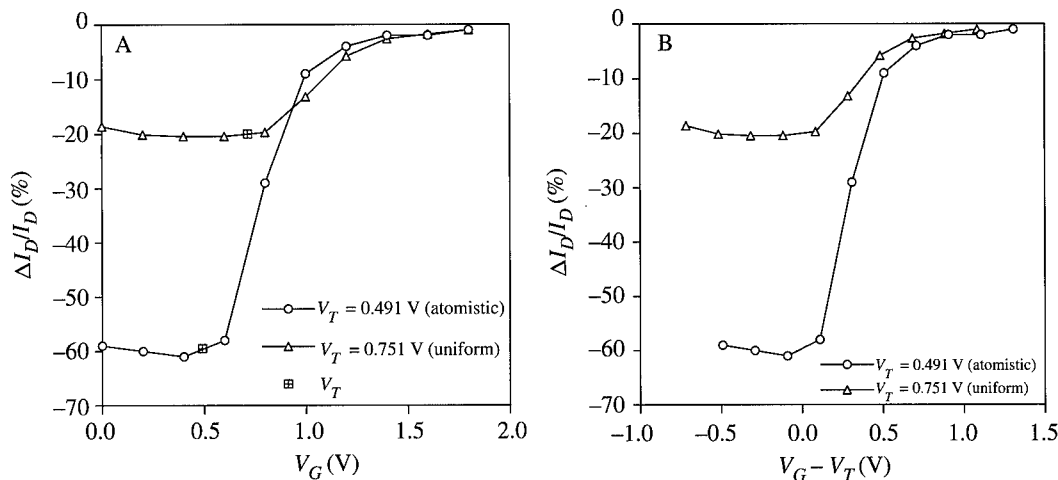 A
ΔI_D/I_D (%)
0
−10
−20
−30
−40
−50
−60
−70
0.0
0.5
1.0
1.5
2.0
V_G (V)
V_T = 0.491 V (atomistic)
V_T = 0.751 V (uniform)
V_T
B
ΔI_D/I_D (%)
0
−10
−20
−30
−40
−50
−60
−70
−1.0
−0.5
0.0
0.5
1.0
1.5
V_G − V_T (V)
V_T = 0.491 V (atomistic)
V_T = 0.751 V (uniform)